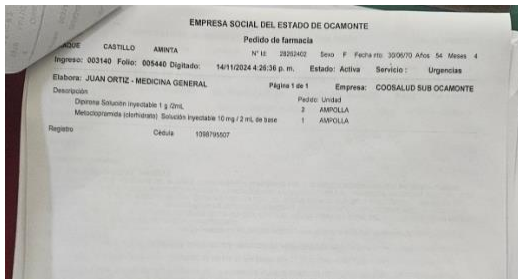 EMPRESA SOCIAL DEL ESTADO DE OCAMONTE
Pedido de farmacia
CASTILLO AMINTA N° Id: 28262402 Sexo F Fecha nto: 30/06/70 Años 54 Meses 4
Ingreso: 003140 Folio: 005440 Digitado: 14/11/2024 4:26:36 p. m. Estado: Activa Servicio : Urgencias
Elabora: JUAN ORTIZ - MEDICINA GENERAL Página 1 de 1 Empresa: COOSALUD SUB OCAMONTE
Descripción Pedido Unidad
Dipirona Solución Inyectable 1 g /2mL 2 AMPOLLA
Metoclopramida (clorhidrato) Solución Inyectable 10 mg / 2 mL de base 1 AMPOLLA
Registro Cédula 1098795507